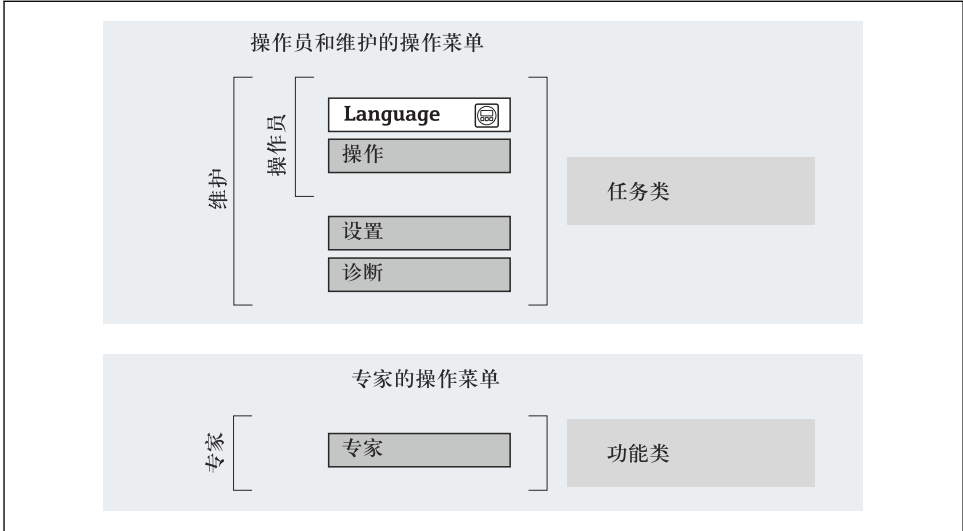 操作员和维护的操作菜单
维护
操作员
Language
操作
设置
诊断
任务类
专家的操作菜单
专家
专家
功能类